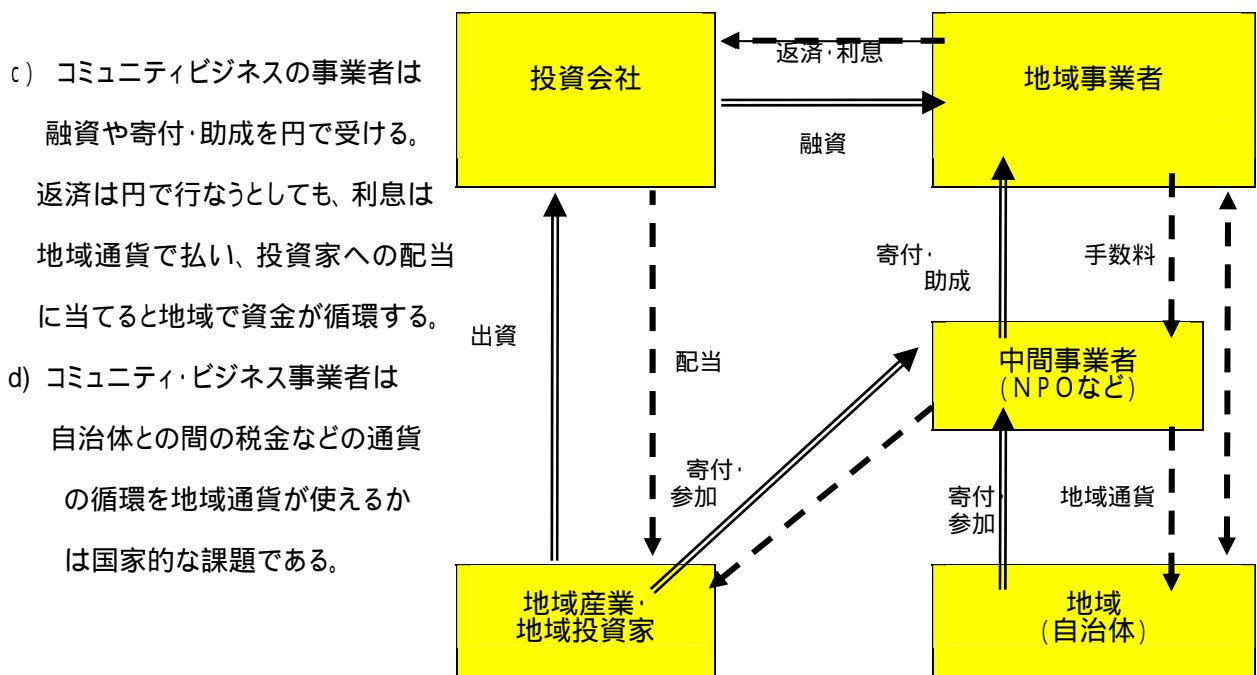 c) コミュニティビジネスの事業者は
融資や寄付・助成を円で受ける。
返済は円で行なうとしても、利息は
地域通貨で払い、投資家への配当
に当てると地域で資金が循環する。
d) コミュニティ・ビジネス事業者は
自治体との間の税金などの通貨
の循環を地域通貨が使えるか
は国家的な課題である。
投資会社
返済・利息
融資
地域事業者
出資
配当
寄付・
助成
手数料
中間事業者
(NPOなど)
寄付・
参加
寄付・
参加
地域通貨
地域産業・
地域投資家
地域
(自治体)